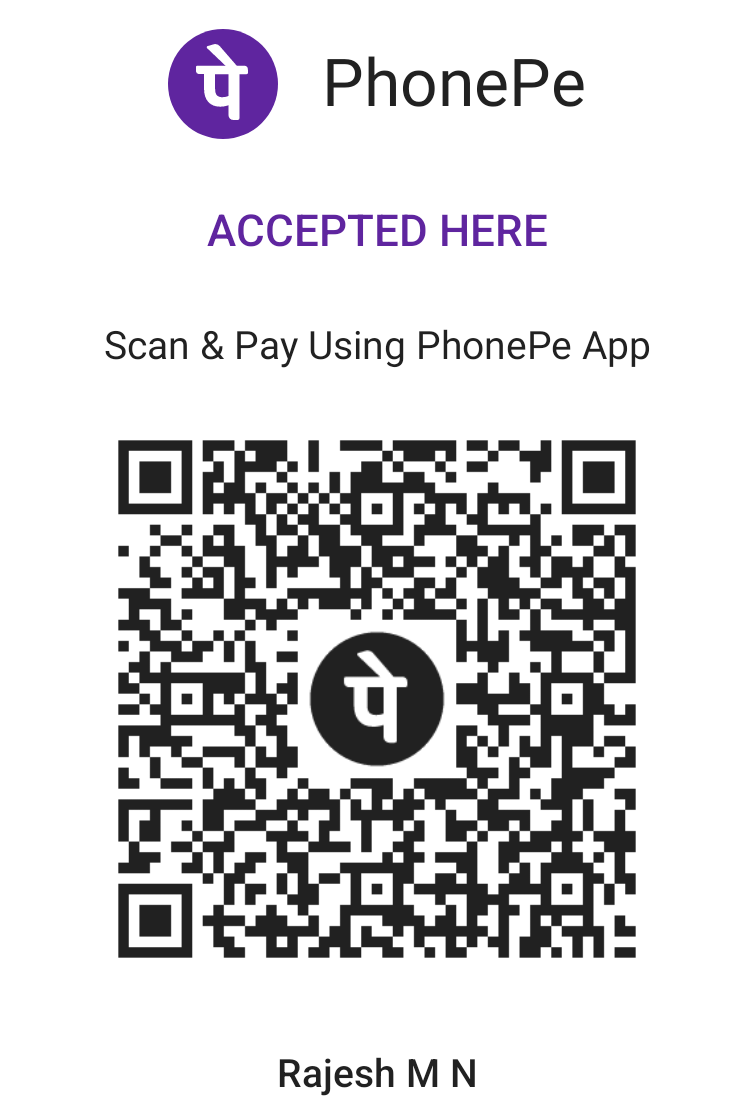 पे PhonePe
ACCEPTED HERE
Scan & Pay Using PhonePe App
पे
Rajesh M N